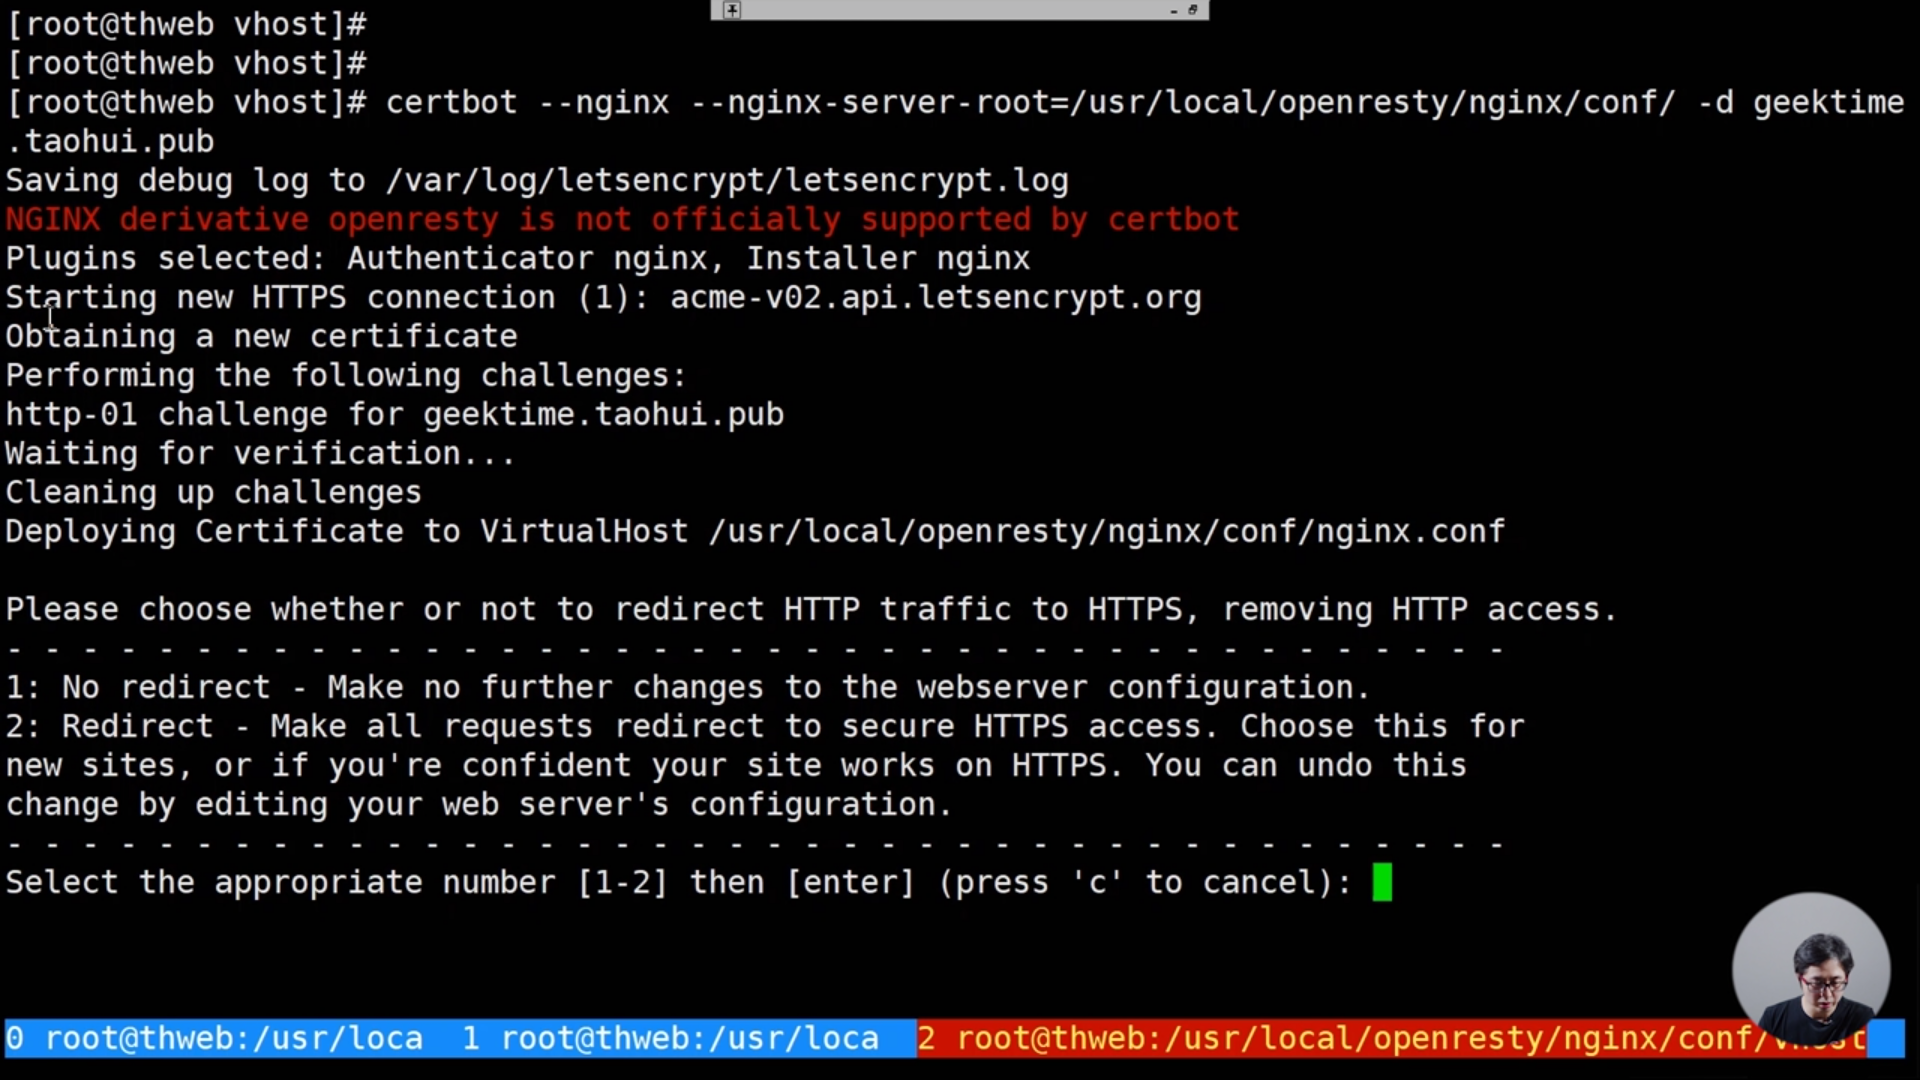 [root@thweb vhost]#
[root@thweb vhost]#
[root@thweb vhost]# certbot --nginx --nginx-server-root=/usr/local/openresty/nginx/conf/ -d geektime
.taohui.pub
Saving debug log to /var/log/letsencrypt/letsencrypt.log
NGINX derivative openresty is not officially supported by certbot
Plugins selected: Authenticator nginx, Installer nginx
Starting new HTTPS connection (1): acme-v02.api.letsencrypt.org
Obtaining a new certificate
Performing the following challenges:
http-01 challenge for geektime.taohui.pub
Waiting for verification...
Cleaning up challenges
Deploying Certificate to VirtualHost /usr/local/openresty/nginx/conf/nginx.conf
Please choose whether or not to redirect HTTP traffic to HTTPS, removing HTTP access.
- - - - - - - - - - - - - - - - - - - - - - - - - - - - - - - - - - - - - - - -
1: No redirect - Make no further changes to the webserver configuration.
2: Redirect - Make all requests redirect to secure HTTPS access. Choose this for
new sites, or if you're confident your site works on HTTPS. You can undo this
change by editing your web server's configuration.
- - - - - - - - - - - - - - - - - - - - - - - - - - - - - - - - - - - - - - - -
Select the appropriate number [1-2] then [enter] (press 'c' to cancel):
0 root@thweb:/usr/loca 1 root@thweb:/usr/loca 2 root@thweb:/usr/local/openresty/nginx/conf/vhost